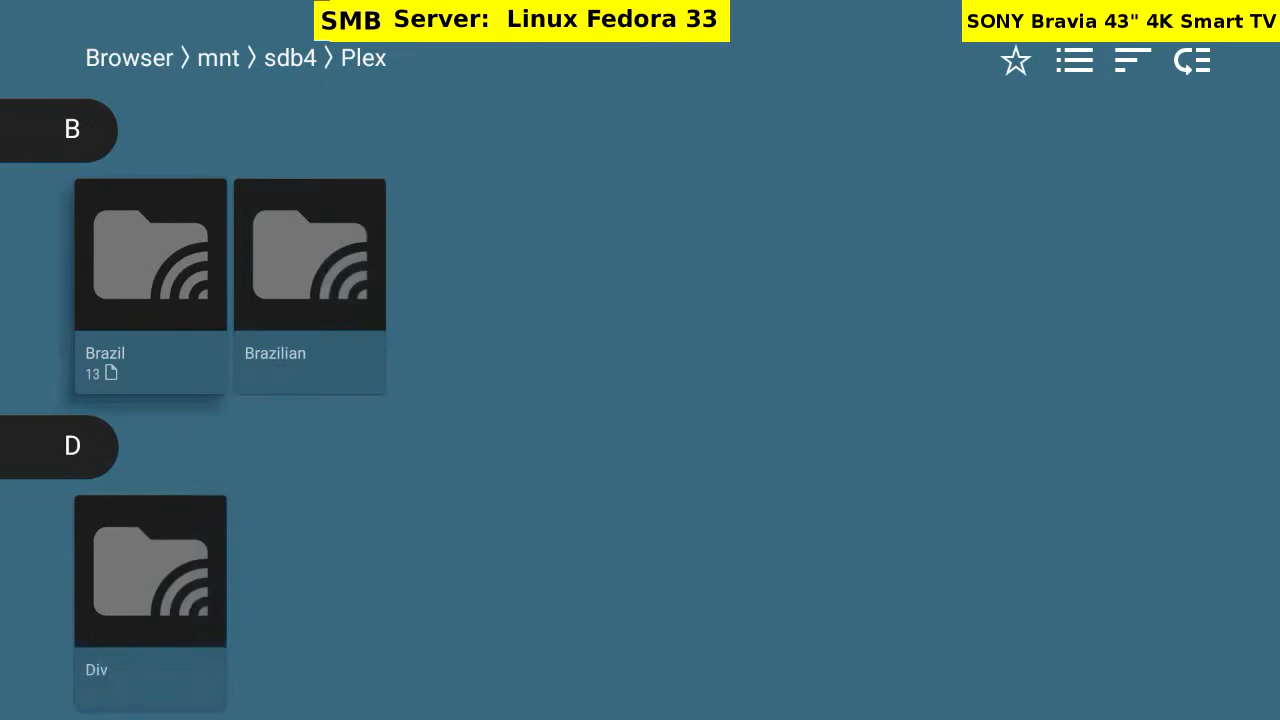 SMB Server: Linux Fedora 33
SONY Bravia 43" 4K Smart TV
Browser 〉mnt 〉sdb4 〉Plex
B
Brazil
13
Brazilian
D
Div